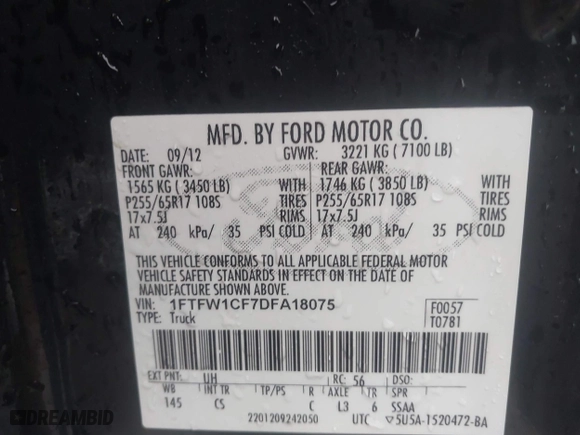 MFD. BY FORD MOTOR CO.
DATE: 09/12 GVWR: 3221 KG ( 7100 LB)
FRONT GAWR: REAR GAWR:
1565 KG ( 3450 LB) WITH 1746 KG ( 3850 LB) WITH
P255/65R17 108S TIRES P255/65R17 108S TIRES
17x7.5J RIMS 17x7.5J RIMS
AT 240 kPa/ 35 PSI COLD AT 240 kPa/ 35 PSI COLD
THIS VEHICLE CONFORMS TO ALL APPLICABLE FEDERAL MOTOR
VEHICLE SAFETY STANDARDS IN EFFECT ON THE DATE OF
MANUFACTURE SHOWN ABOVE.
VIN: 1FTFW1CF7DFA18075 F0057
TYPE: Truck T0781
EXT PNT: UH RC: 56 DSO:
WB INT TR TP/PS R AXLE TR SPR
145 CS C L3 6 SSAA
2201209242050 UTC 5U5A-1520472-BA
DREAMBID
Ford